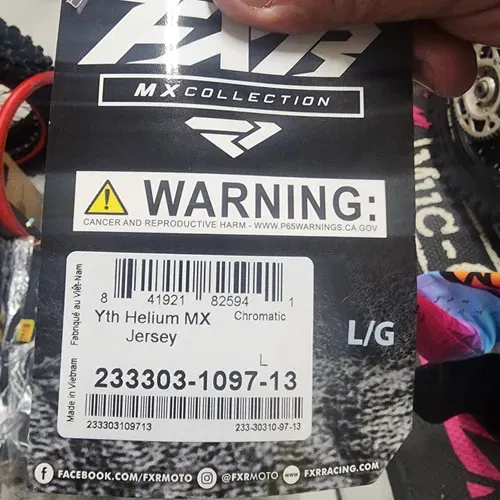 FXR
MX COLLECTION
WARNING:
CANCER AND REPRODUCTIVE HARM - WWW.P65WARNINGS.CA.GOV
Made in Vietnam Fabriqué au Viêt-Nam
8 41921 82594 1
Yth Helium MX Chromatic
Jersey
L
233303-1097-13
233303109713 233-30310-97-13
L/G
FACEBOOK.COM/FXRMOTO @FXRMOTO WWW.FXRRACING.COM